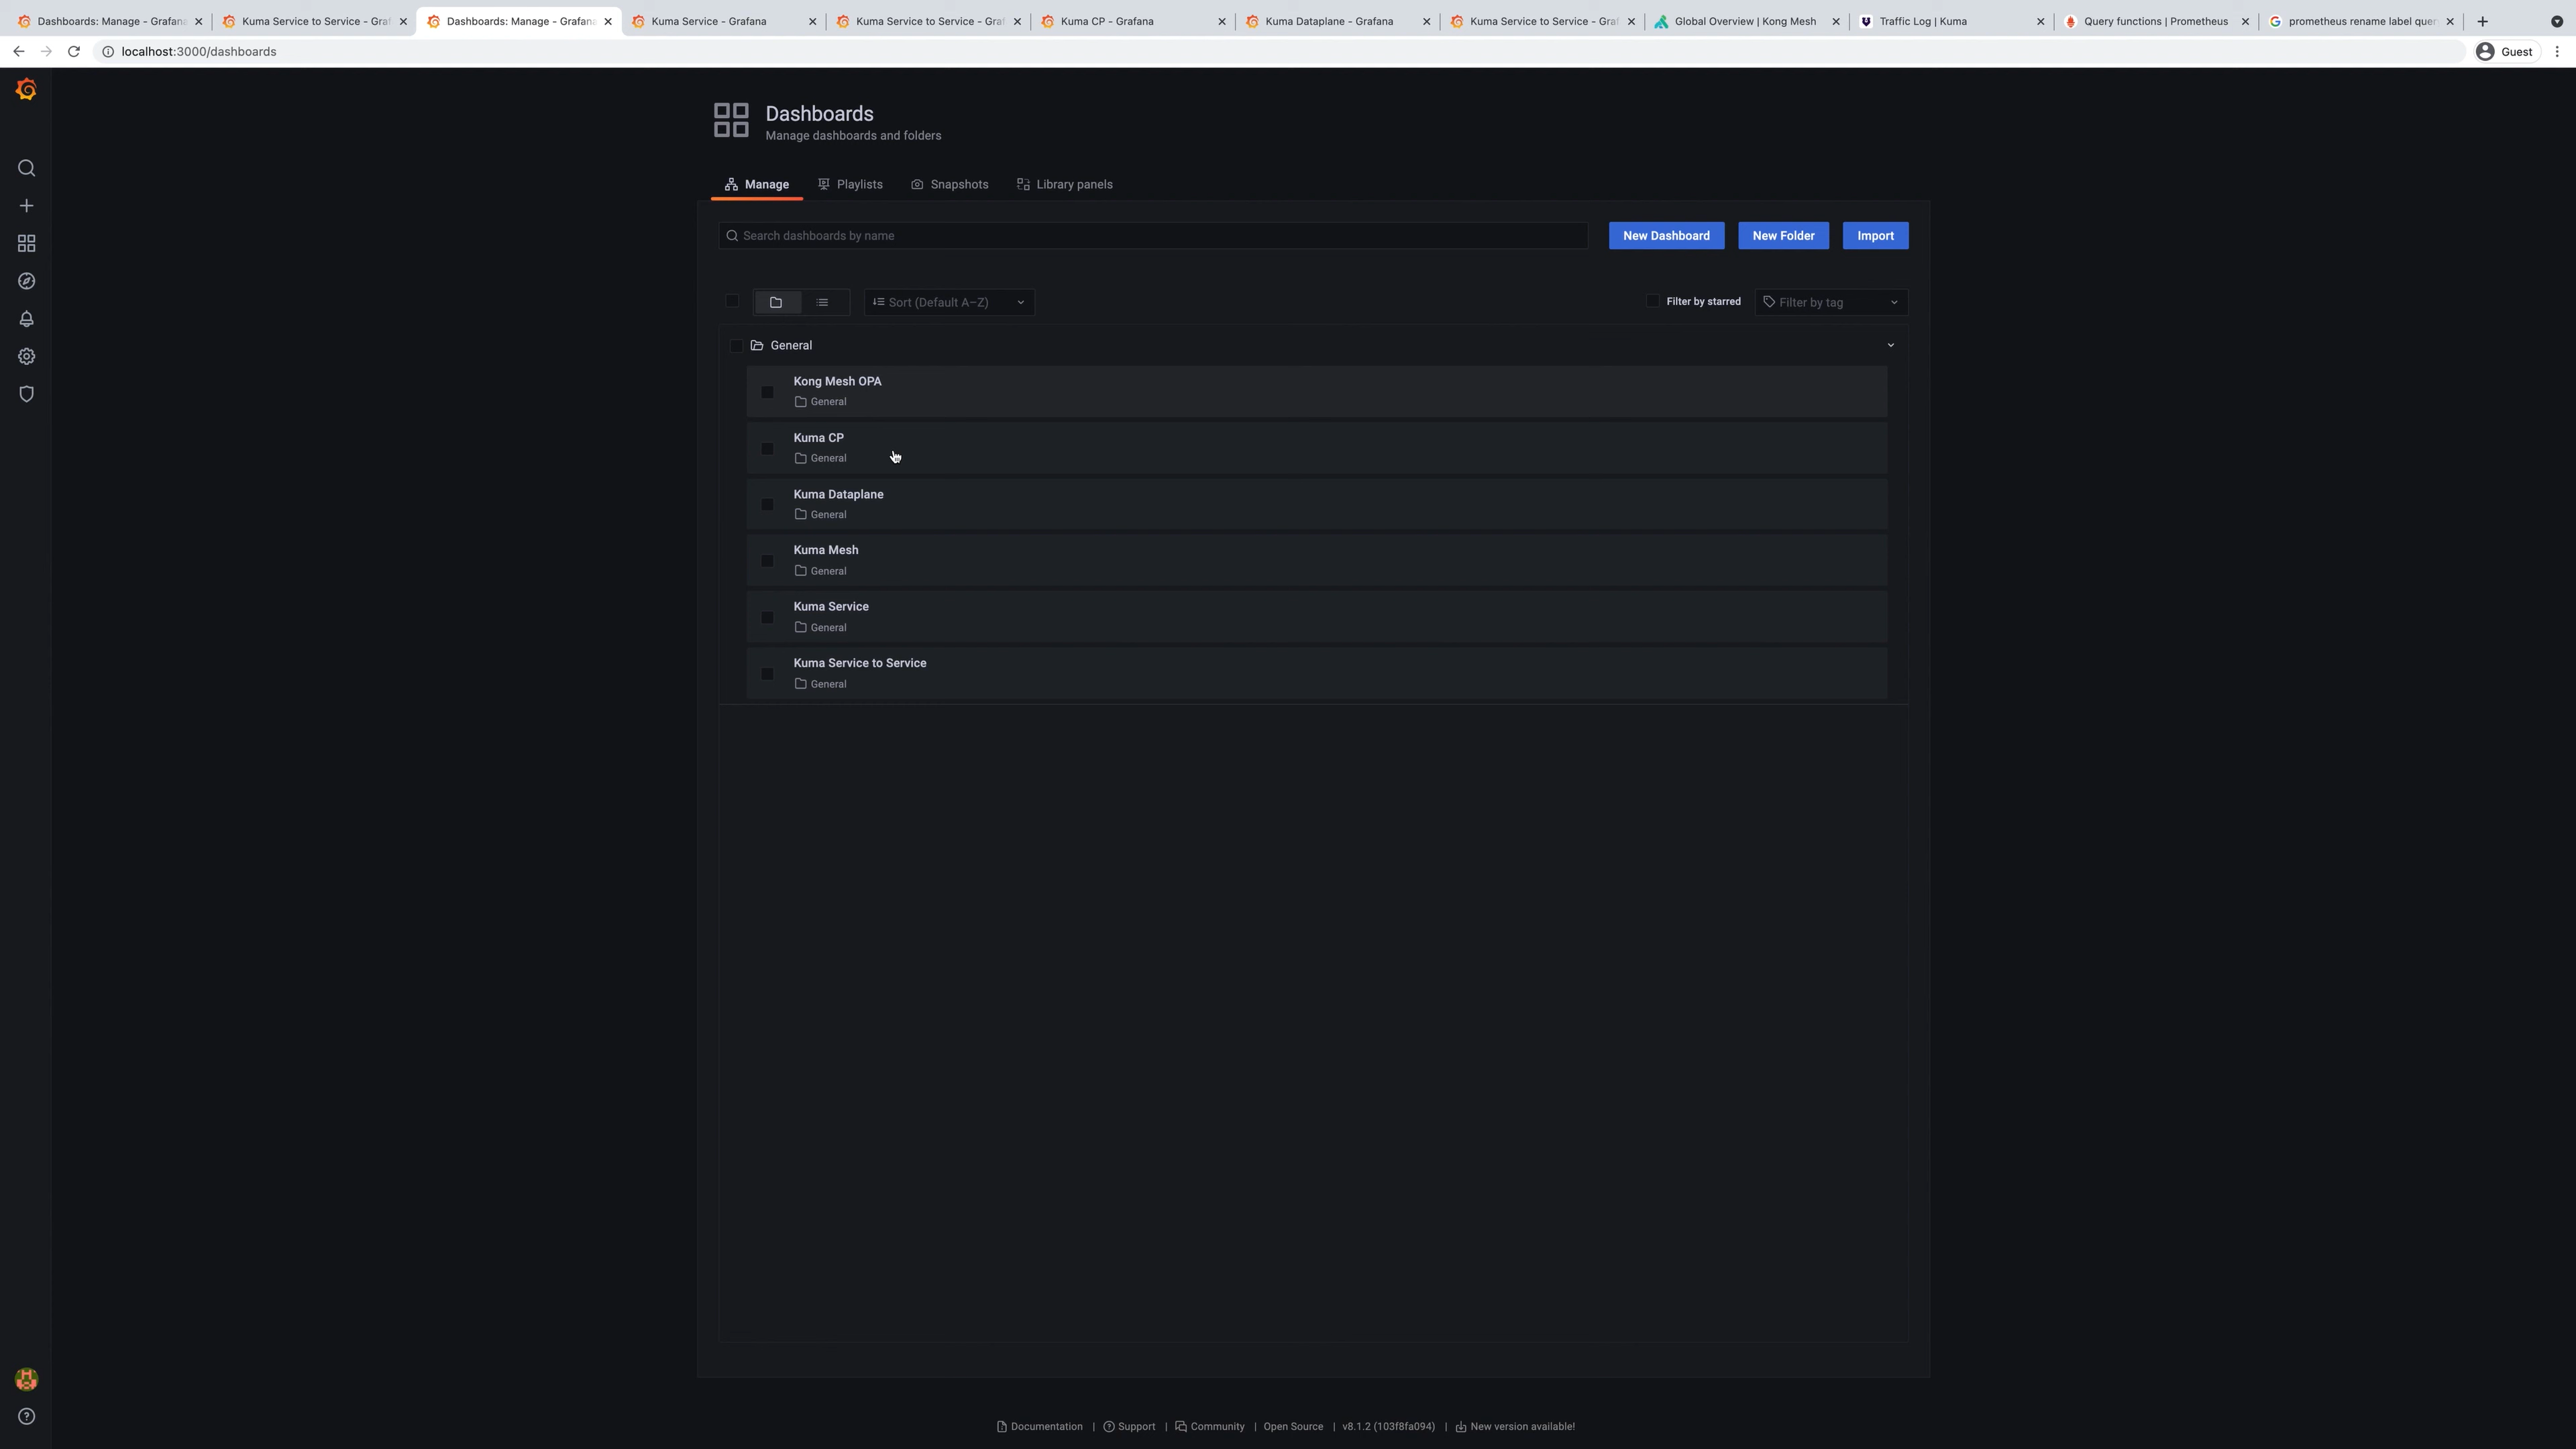 Dashboards: Manage - Grafana
Kuma Service to Service - Graf
Dashboards: Manage - Grafana
Kuma Service - Grafana
Kuma Service to Service - Graf
Kuma CP - Grafana
Kuma Dataplane - Grafana
Kuma Service to Service - Graf
Global Overview | Kong Mesh
Traffic Log | Kuma
Query functions | Prometheus
prometheus rename label quer
localhost:3000/dashboards
Guest
Dashboards
Manage dashboards and folders
Manage
Playlists
Snapshots
Library panels
Search dashboards by name
New Dashboard
New Folder
Import
Sort (Default A–Z)
Filter by starred
Filter by tag
General
Kong Mesh OPA
General
Kuma CP
General
Kuma Dataplane
General
Kuma Mesh
General
Kuma Service
General
Kuma Service to Service
General
Documentation | Support | Community | Open Source | v8.1.2 (103f8fa094) | New version available!